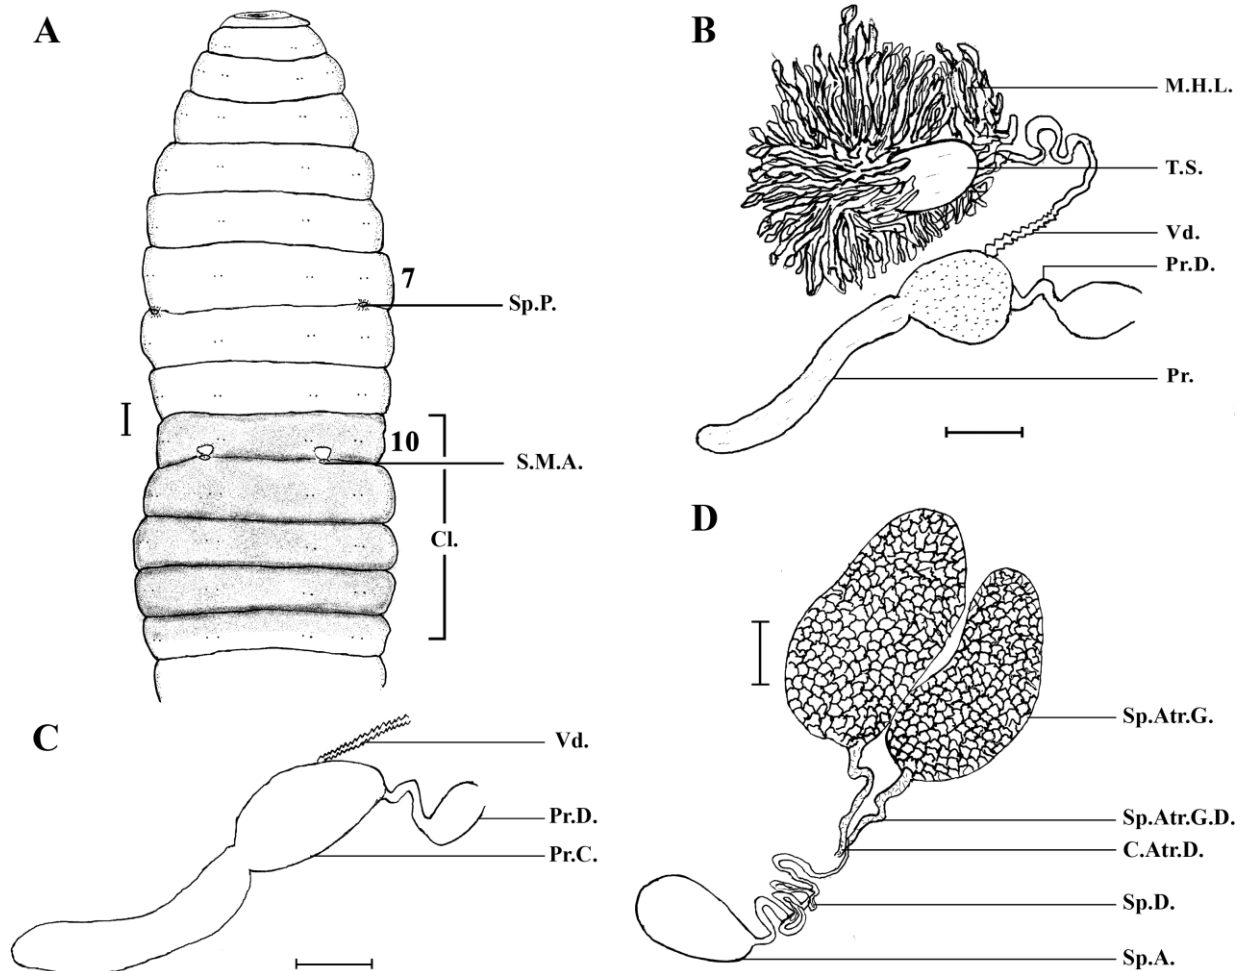 A
7
Sp.P.
10
S.M.A.
Cl.
B
M.H.L.
T.S.
Vd.
Pr.D.
Pr.
C
Vd.
Pr.D.
Pr.C.
D
Sp.Atr.G.
Sp.Atr.G.D.
C.Atr.D.
Sp.D.
Sp.A.